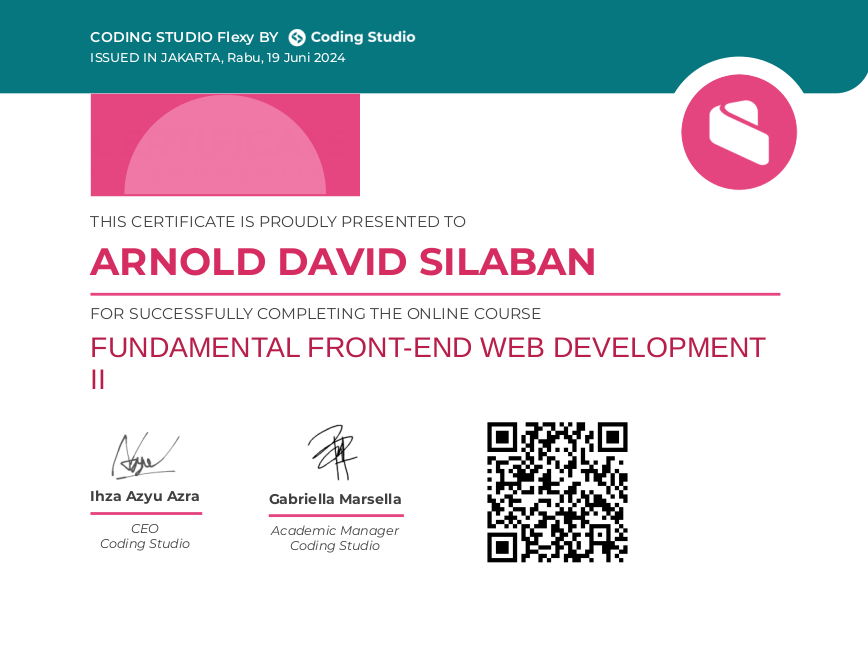 CODING STUDIO Flexy BY Coding Studio
ISSUED IN JAKARTA, Rabu, 19 Juni 2024
THIS CERTIFICATE IS PROUDLY PRESENTED TO
ARNOLD DAVID SILABAN
FOR SUCCESSFULLY COMPLETING THE ONLINE COURSE
FUNDAMENTAL FRONT-END WEB DEVELOPMENT
II
Ihza Azyu Azra
CEO
Coding Studio
Gabriella Marsella
Academic Manager
Coding Studio